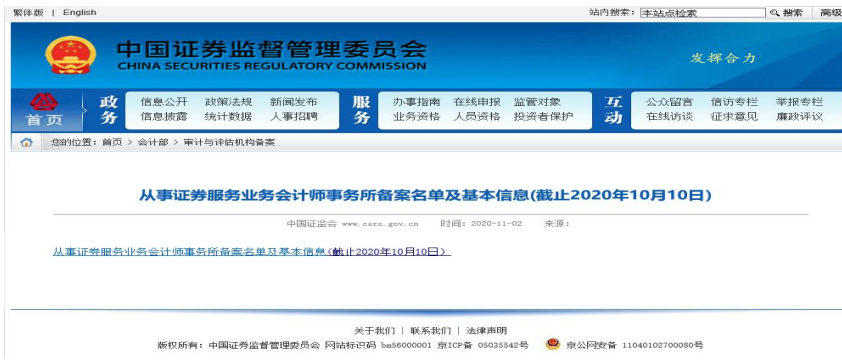 繁体版 | English
站内搜索: 本站点检索 搜索 高级
中国证券监督管理委员会
CHINA SECURITIES REGULATORY COMMISSION
发挥合力
首页
政务
信息公开 政策法规 新闻发布
信息披露 统计数据 人事招聘
服务
办事指南 在线申报 监管对象
业务资格 人员资格 投资者保护
互动
公众留言 信访专栏 举报专栏
在线访谈 征求意见 廉政评议
您的位置: 首页 > 会计部 > 审计与评估机构备案
从事证券服务业务会计师事务所备案名单及基本信息(截止2020年10月10日)
中国证监会 www.csrc.gov.cn 时间: 2020-11-02 来源:
从事证券服务业务会计师事务所备案名单及基本信息(截止2020年10月10日)
关于我们 | 联系我们 | 法律声明
版权所有: 中国证券监督管理委员会 网站标识码 bm56000001 京ICP备 05035542号 京公网安备 11040102700080号